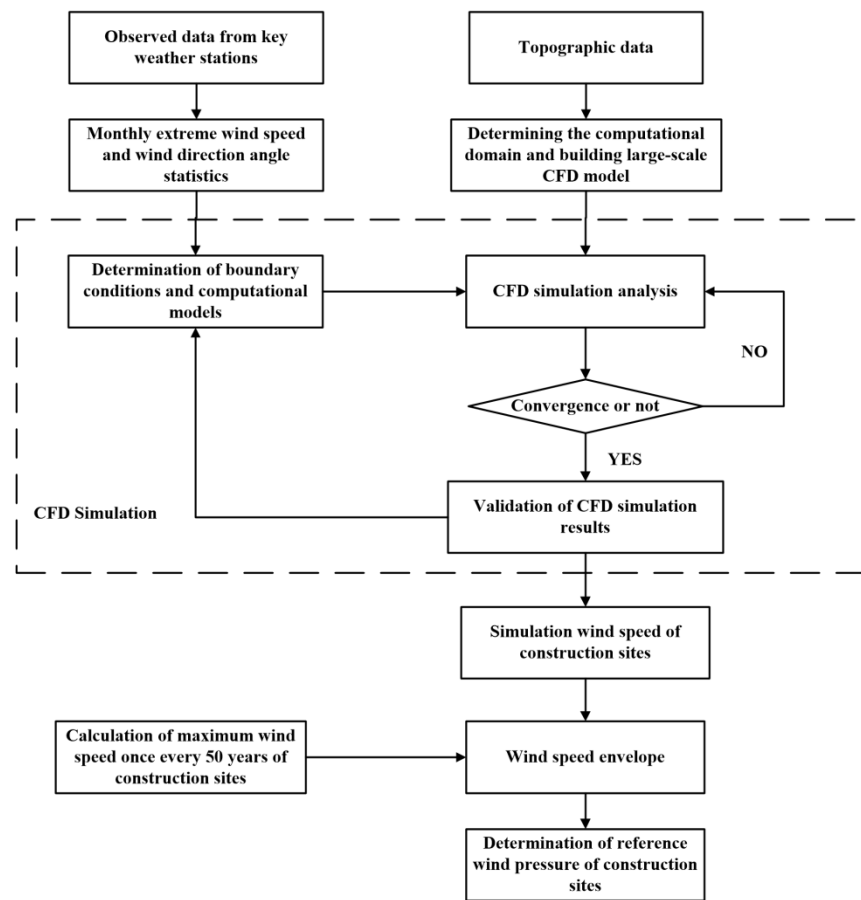 Observed data from key
weather stations
Topographic data
Monthly extreme wind speed
and wind direction angle
statistics
Determining the computational
domain and building large-scale
CFD model
Determination of boundary
conditions and computational
models
CFD simulation analysis
NO
Convergence or not
YES
CFD Simulation
Validation of CFD simulation
results
Simulation wind speed of
construction sites
Calculation of maximum wind
speed once every 50 years of
construction sites
Wind speed envelope
Determination of reference
wind pressure of construction
sites